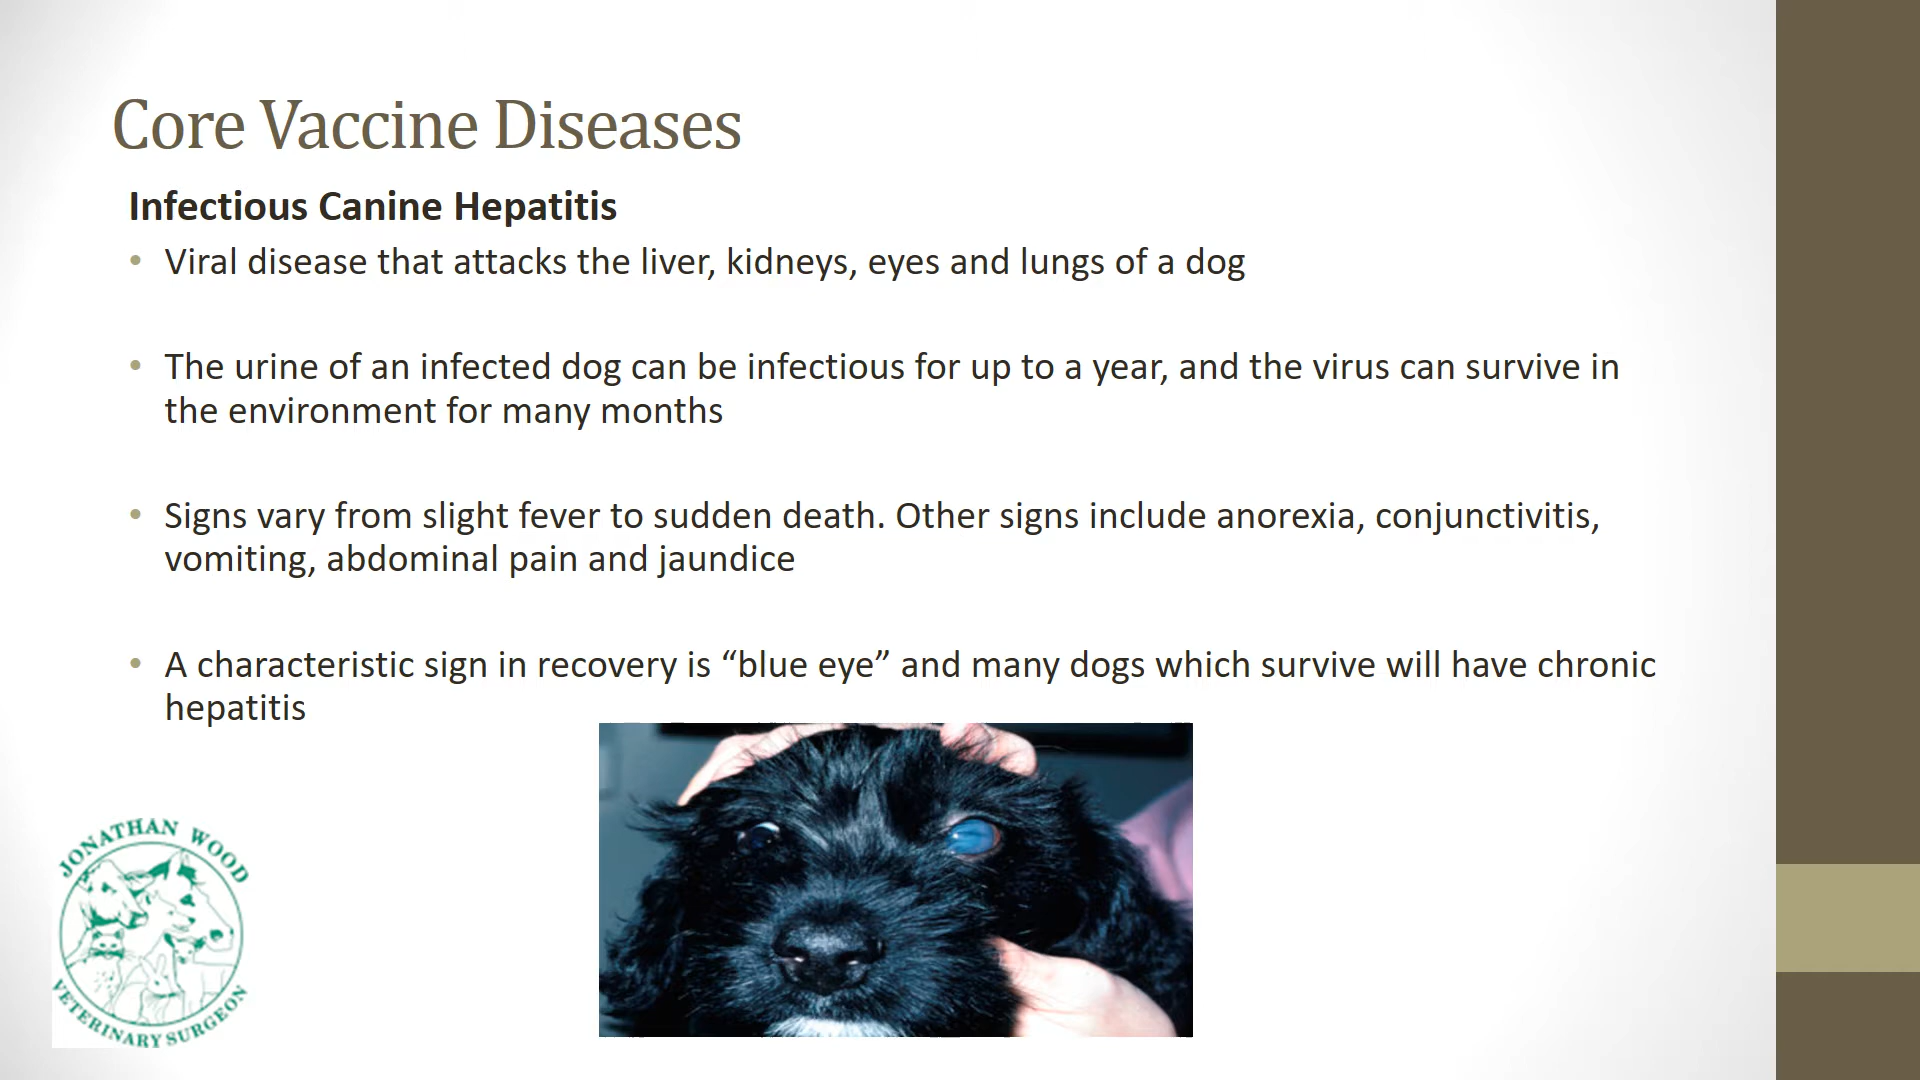 Core Vaccine Diseases
Infectious Canine Hepatitis
• Viral disease that attacks the liver, kidneys, eyes and lungs of a dog
• The urine of an infected dog can be infectious for up to a year, and the virus can survive in
the environment for many months
• Signs vary from slight fever to sudden death. Other signs include anorexia, conjunctivitis,
vomiting, abdominal pain and jaundice
• A characteristic sign in recovery is “blue eye” and many dogs which survive will have chronic
hepatitis
JONATHAN WOOD
VETERINARY SURGEON